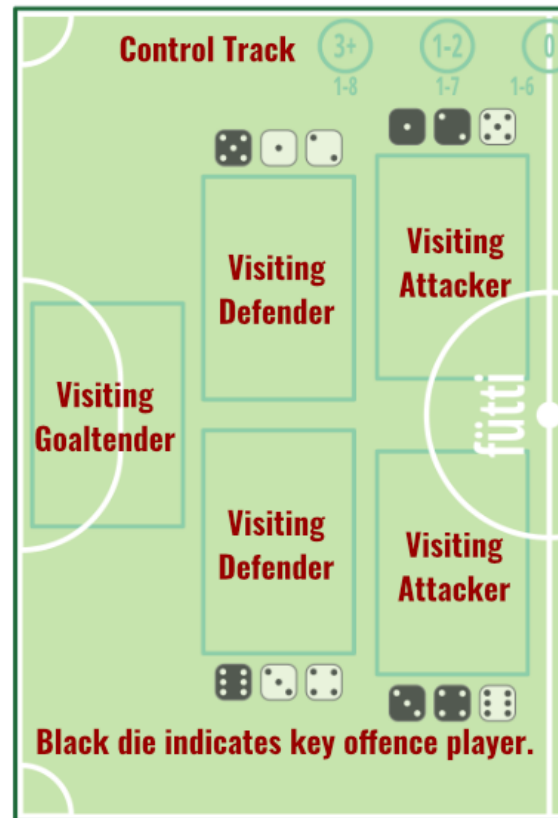 Control Track 3+ 1-2 0
1-8 1-7 1-6
Visiting
Attacker
Visiting
Defender
Visiting
Goaltender
fütti
Visiting
Defender
Visiting
Attacker
Black die indicates key offence player.